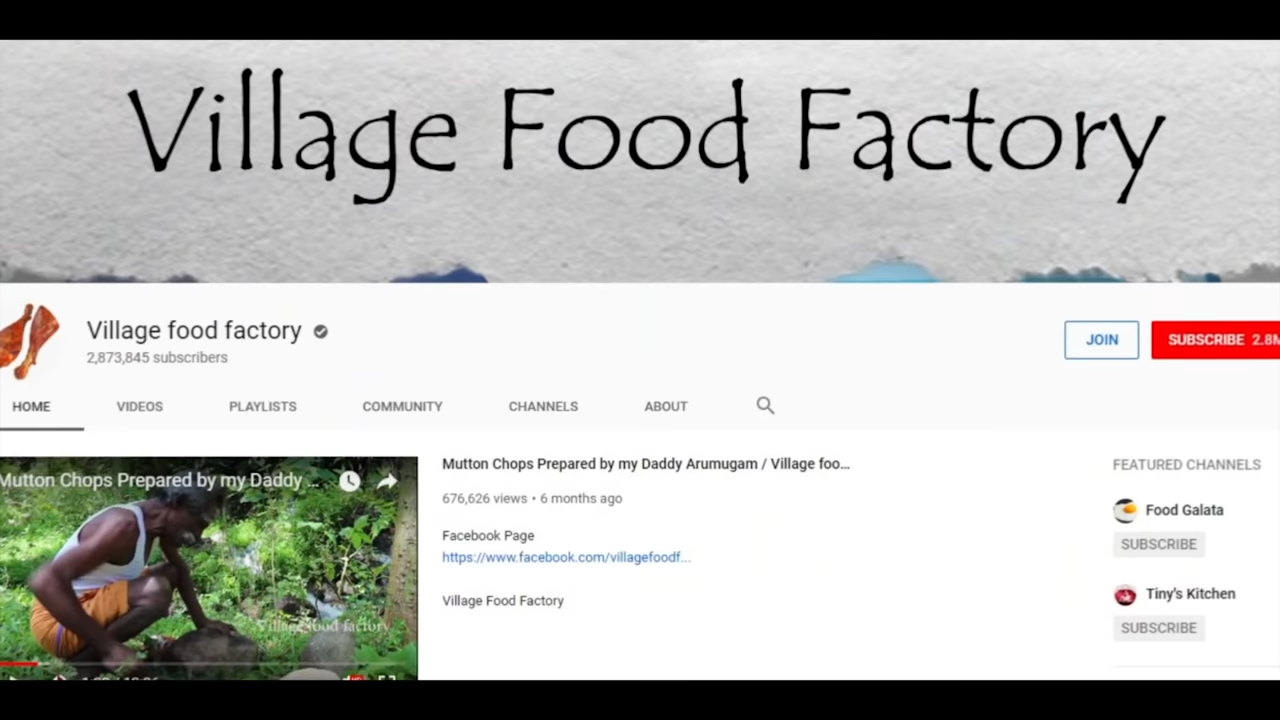 Village Food Factory
Village food factory
2,873,845 subscribers
JOIN
SUBSCRIBE 2.8M
HOME
VIDEOS
PLAYLISTS
COMMUNITY
CHANNELS
ABOUT
Mutton Chops Prepared by my Daddy ...
Village food factory
Mutton Chops Prepared by my Daddy Arumugam / Village foo...
676,626 views • 6 months ago
Facebook Page
https://www.facebook.com/villagefoodf...
Village Food Factory
FEATURED CHANNELS
Food Galata
SUBSCRIBE
Tiny's Kitchen
SUBSCRIBE